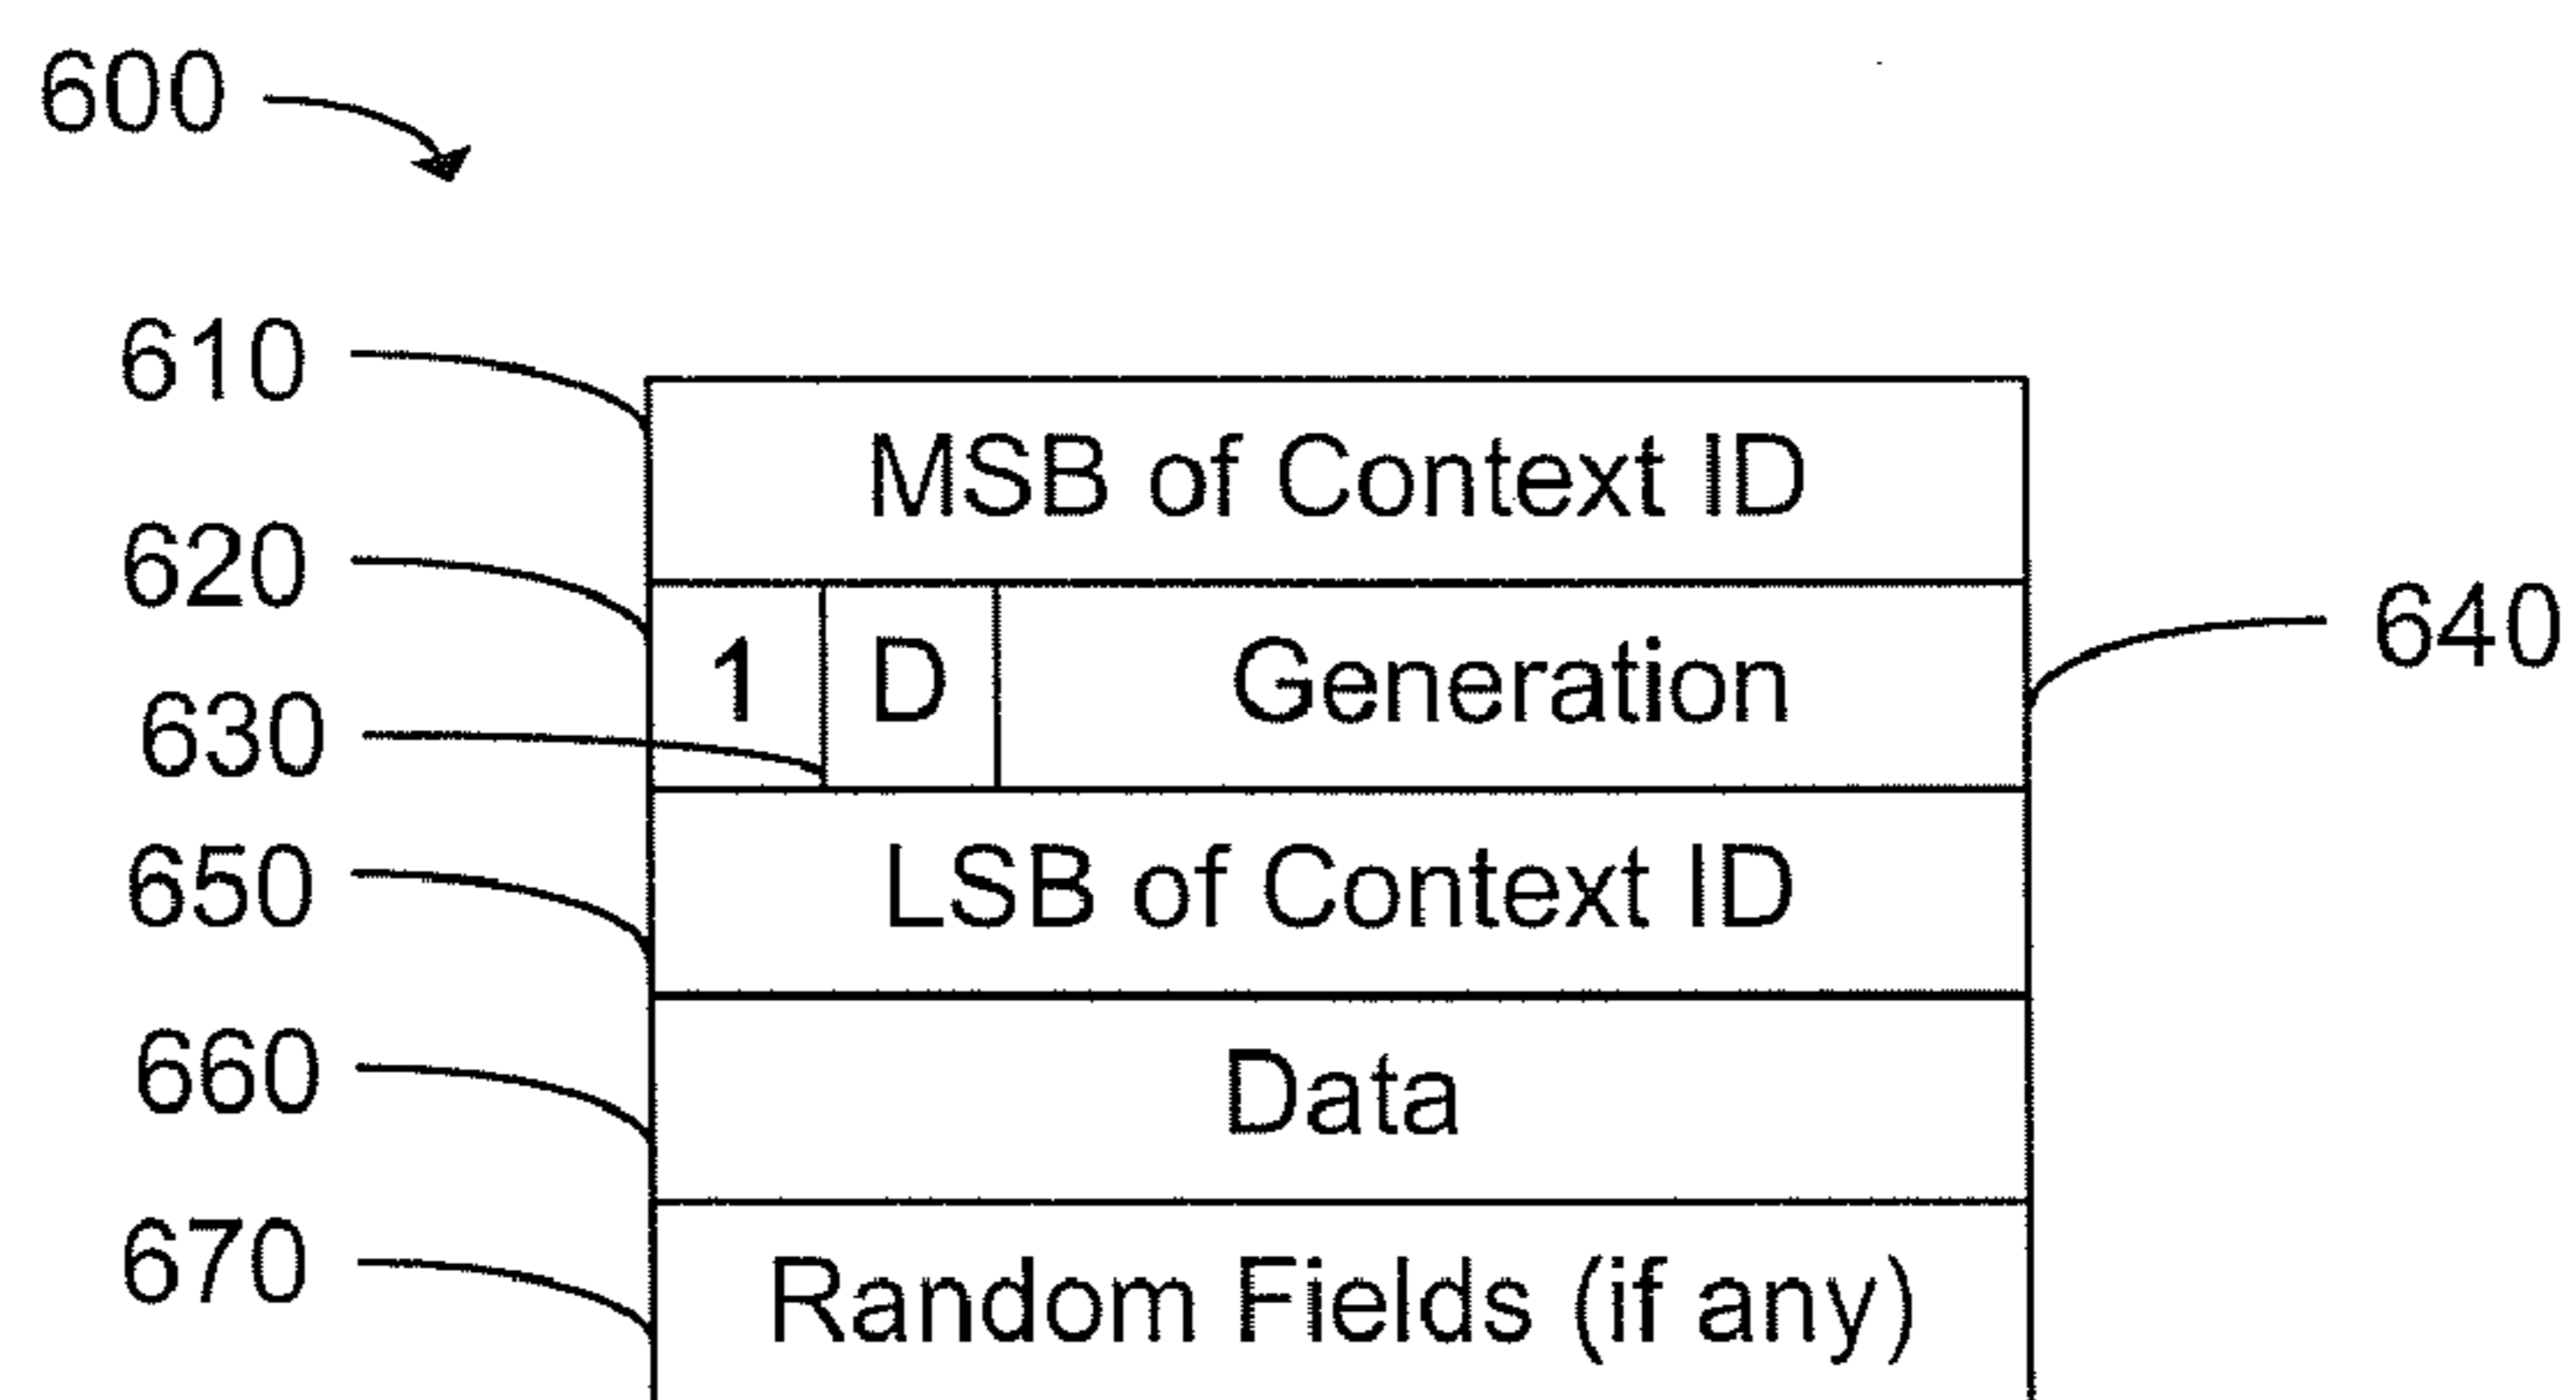 600
610
MSB of Context ID
620
1 D Generation
640
630
650
LSB of Context ID
660
Data
670
Random Fields (if any)